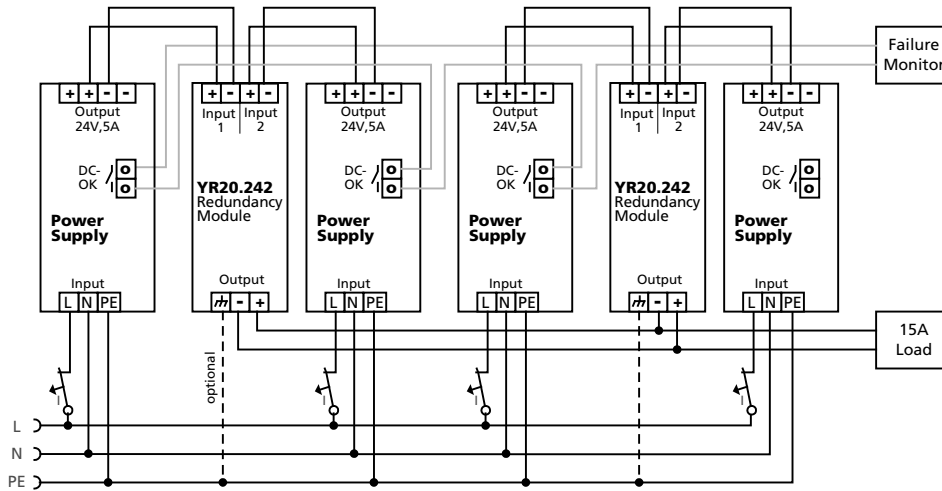 Failure
Monitor
+ + - -
Output
24V,5A
DC-
OK
Power
Supply
Input
L N PE
+ - + -
Input
1
Input
2
YR20.242
Redundancy
Module
Output
- +
optional
+ + - -
Output
24V,5A
DC-
OK
Power
Supply
Input
L N PE
+ + - -
Output
24V,5A
DC-
OK
Power
Supply
Input
L N PE
+ - + -
Input
1
Input
2
YR20.242
Redundancy
Module
Output
- +
+ + - -
Output
24V,5A
DC-
OK
Power
Supply
Input
L N PE
15A
Load
I
I
I
I
L
N
PE